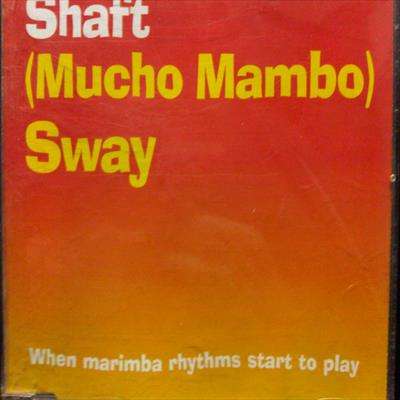 Shaft
(Mucho Mambo)
Sway
When marimba rhythms start to play